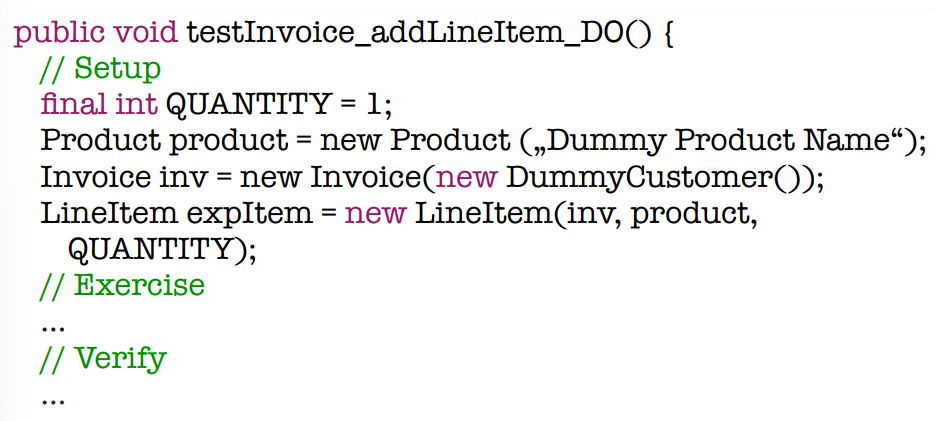 public void testInvoice_addLineItem_DO() {
// Setup
final int QUANTITY = 1;
Product product = new Product („Dummy Product Name“);
Invoice inv = new Invoice(new DummyCustomer());
LineItem expItem = new LineItem(inv, product,
QUANTITY);
// Exercise
...
// Verify
...